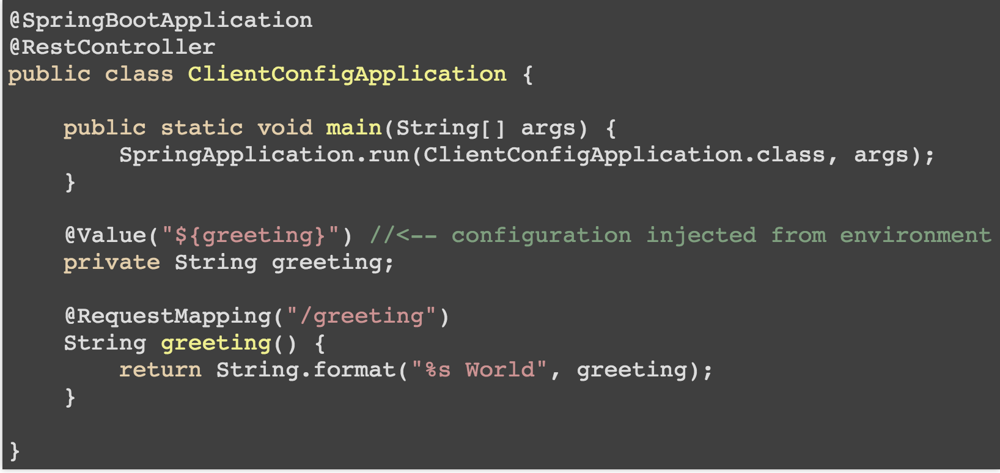 @SpringBootApplication
@RestController
public class ClientConfigApplication {
    public static void main(String[] args) {
        SpringApplication.run(ClientConfigApplication.class, args);
    }
    @Value("${greeting}") //<-- configuration injected from environment
    private String greeting;
    @RequestMapping("/greeting")
    String greeting() {
        return String.format("%s World", greeting);
    }
}